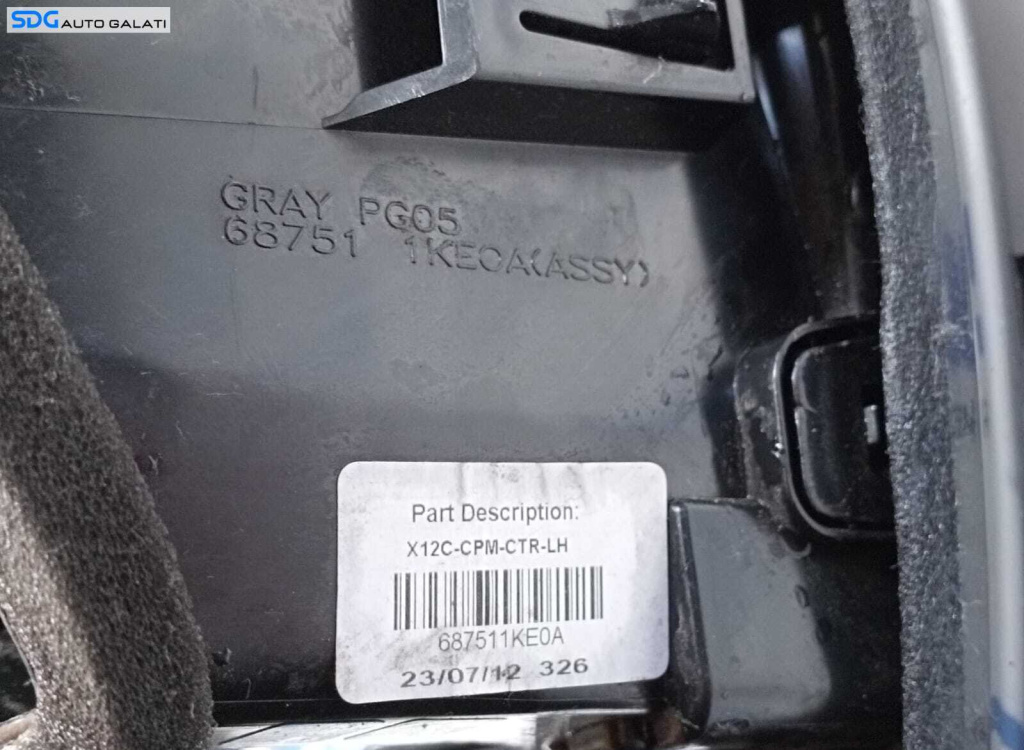 SDG AUTO GALATI
GRAY PG05
68751 1KE0A(ASSY)
Part Description:
X12C-CPM-CTR-LH
687511KE0A
23/07/12 326